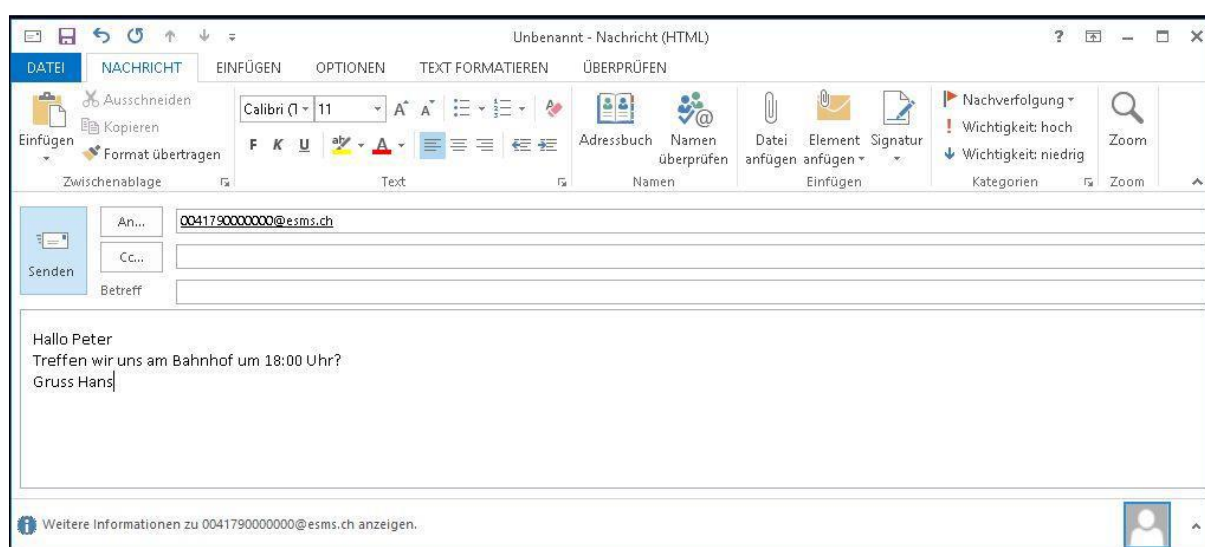 Unbenannt - Nachricht (HTML)
?
DATEI NACHRICHT EINFÜGEN OPTIONEN TEXT FORMATIEREN ÜBERPRÜFEN
Einfügen
Ausschneiden
Kopieren
Format übertragen
Zwischenablage
Calibri (T 11 A A
F K U aby A
Text
Adressbuch
Namen überprüfen
Namen
Datei anfügen
Element anfügen
Signatur
Einfügen
Nachverfolgung
! Wichtigkeit: hoch
Wichtigkeit: niedrig
Kategorien
Zoom
Zoom
Senden
An... 0041790000000@esms.ch
Cc...
Betreff
Hallo Peter
Treffen wir uns am Bahnhof um 18:00 Uhr?
Gruss Hans
Weitere Informationen zu 0041790000000@esms.ch anzeigen.